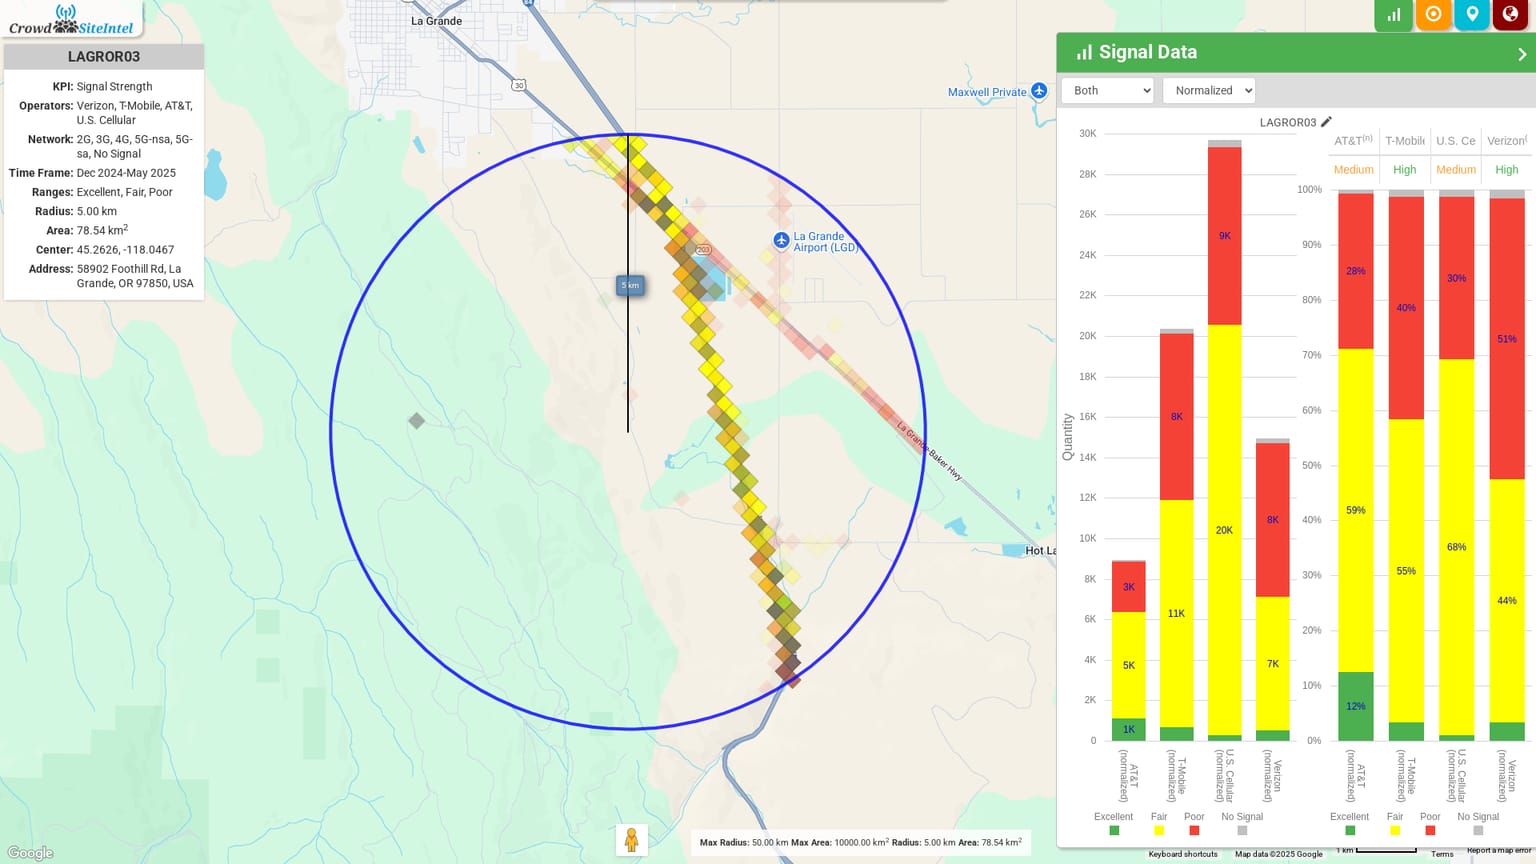 Crowd SiteIntel
LAGROR03
KPI: Signal Strength
Operators: Verizon, T-Mobile, AT&T,
U.S. Cellular
Network: 2G, 3G, 4G, 5G-nsa, 5G-
sa, No Signal
Time Frame: Dec 2024-May 2025
Ranges: Excellent, Fair, Poor
Radius: 5.00 km
Area: 78.54 km²
Center: 45.2626, -118.0467
Address: 58902 Foothill Rd, La
Grande, OR 97850, USA
La Grande
84
30
Maxwell Private
203
La Grande
Airport (LGD)
5 km
La Grande-Baker Hwy
Hot La
Google
Max Radius: 50.00 km Max Area: 10000.00 km² Radius: 5.00 km Area: 78.54 km²
Signal Data
Both
Normalized
LAGROR03
Quantity
30K
28K
26K
24K
22K
20K
18K
16K
14K
12K
10K
8K
6K
4K
2K
0
3K
5K
1K
8K
11K
9K
20K
8K
7K
AT&T
(normalized)
T-Mobile
(normalized)
U.S. Cellular
(normalized)
Verizon
(normalized)
Excellent
Fair
Poor
No Signal
AT&T(n)
T-Mobile
U.S. Ce
Verizon(
Medium
High
Medium
High
100%
90%
80%
70%
60%
50%
40%
30%
20%
10%
0%
28%
59%
12%
40%
55%
30%
68%
51%
44%
AT&T
(normalized)
T-Mobile
(normalized)
U.S. Cellular
(normalized)
Verizon
(normalized)
Excellent
Fair
Poor
No Signal
Keyboard shortcuts
Map data ©2025 Google
1 km
Terms
Report a map error